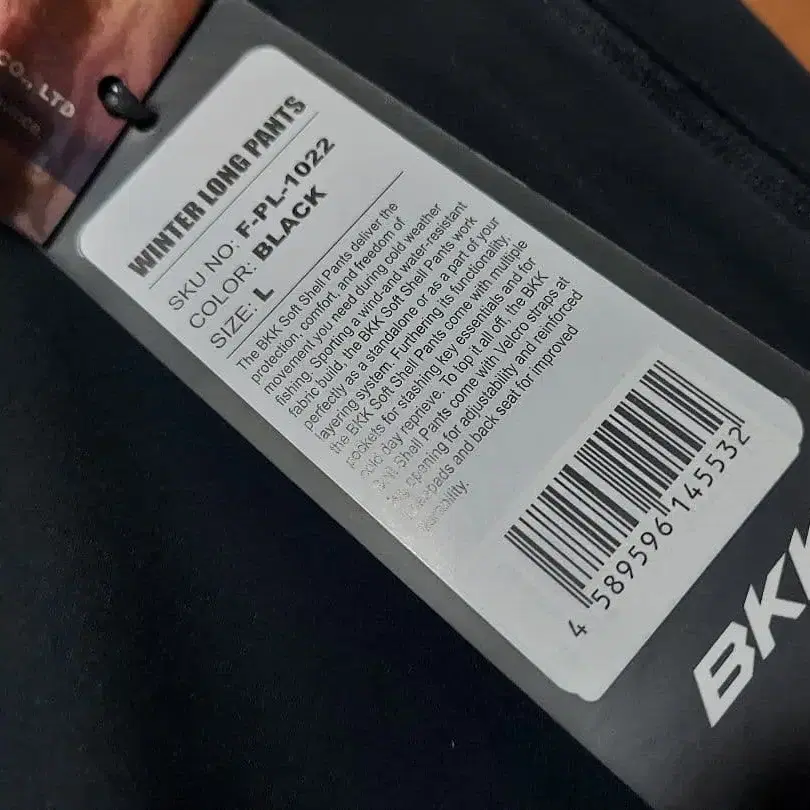 CO., LTD
WINTER LONG PANTS
SKU NO: F-PL-1022
COLOR: BLACK
SIZE: L
The BKK Soft Shell Pants deliver the
protection, comfort, and freedom of
movement you need during cold weather
fishing. Sporting a wind-and water-resistant
fabric build, the BKK Soft Shell Pants work
perfectly as a standalone or as a part of your
layering system. Furthering its functionality,
the BKK Soft Shell Pants come with multiple
pockets for stashing key essentials and for
cold day reprieve. To top it all off, the BKK
Soft Shell Pants come with Velcro straps at
opening for adjustability and reinforced
pads and back seat for improved
4 589596 145532
BKK